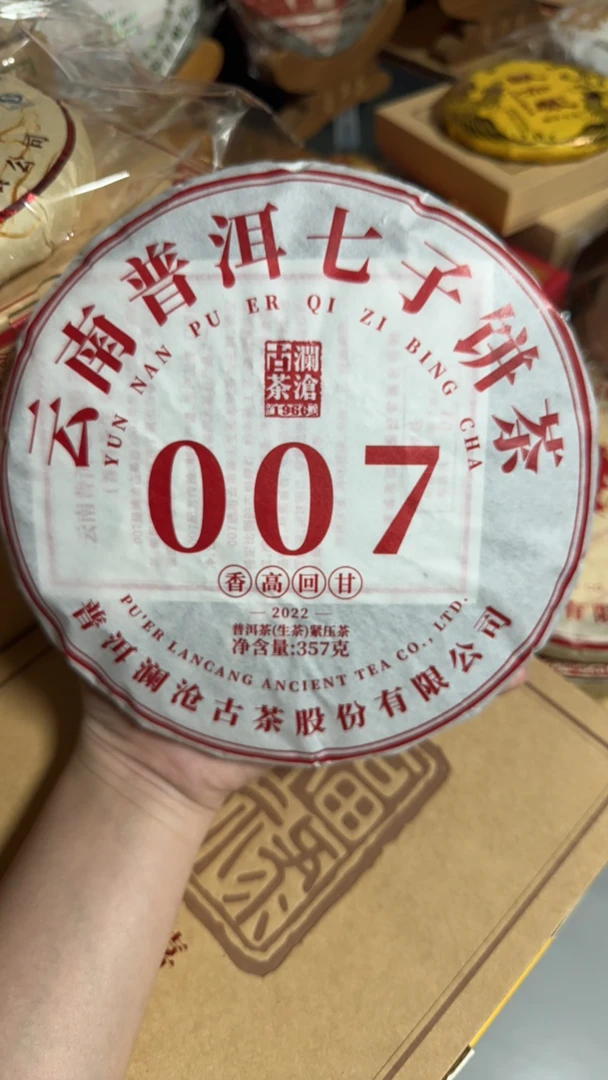 云南普洱七子饼茶
YUN NAN PU ER QI ZI BING CHA
澜沧
古茶
1966
007
香高回甘
2022
普洱茶(生茶)紧压茶
净含量:357克
PU'ER LANCANG ANCIENT TEA CO., LTD.
普洱澜沧古茶股份有限公司
公司